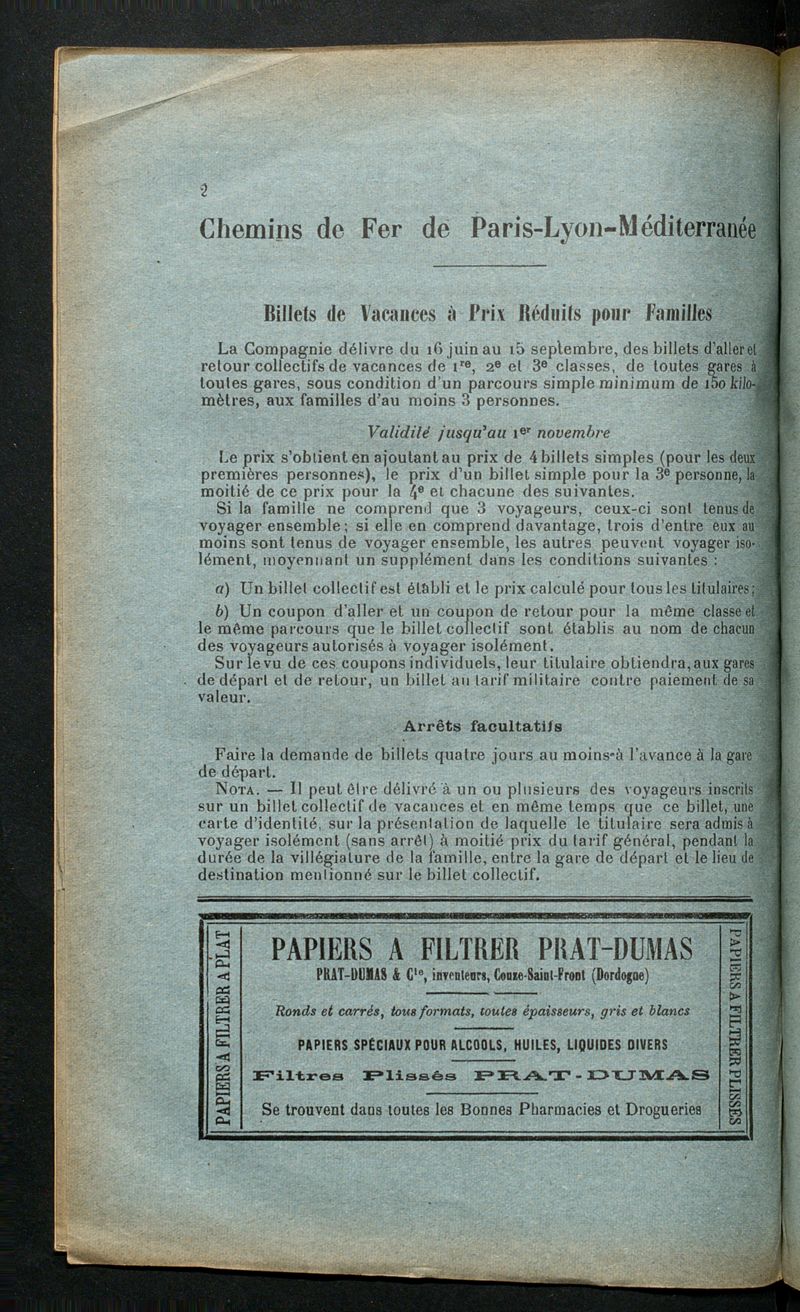 2
Chemins de Fer de Paris-Lyon-Méditerranée
Billets de Vacances à Prix Réduits pour Familles
La Compagnie délivre du 16 juin au 15 septembre, des billets d'aller et
retour collectifs de vacances de 1re, 2e et 3e classes, de toutes gares à
toutes gares, sous condition d'un parcours simple minimum de 150 kilo-
mètres, aux familles d'au moins 3 personnes.
Validité jusqu'au 1er novembre
Le prix s'obtient en ajoutant au prix de 4 billets simples (pour les deux
premières personnes), le prix d'un billet simple pour la 3e personne, la
moitié de ce prix pour la 4e et chacune des suivantes.
Si la famille ne comprend que 3 voyageurs, ceux-ci sont tenus de
voyager ensemble; si elle en comprend davantage, trois d'entre eux au
moins sont tenus de voyager ensemble, les autres peuvent voyager iso-
lément, moyennant un supplément dans les conditions suivantes :
a) Un billet collectif est établi et le prix calculé pour tous les titulaires;
b) Un coupon d'aller et un coupon de retour pour la même classe et
le même parcours que le billet collectif sont établis au nom de chacun
des voyageurs autorisés à voyager isolément.
Sur le vu de ces coupons individuels, leur titulaire obtiendra, aux gares
de départ et de retour, un billet au tarif militaire contre paiement de sa
valeur.
Arrêts facultatifs
Faire la demande de billets quatre jours au moins à l'avance à la gare
de départ.
NOTA. — Il peut être délivré à un ou plusieurs des voyageurs inscrits
sur un billet collectif de vacances et en même temps que ce billet, une
carte d'identité, sur la présentation de laquelle le titulaire sera admis à
voyager isolément (sans arrêt) à moitié prix du tarif général, pendant la
durée de la villégiature de la famille, entre la gare de départ et le lieu de
destination mentionné sur le billet collectif.
PAPIERS A FILTRER A PLAT
PAPIERS A FILTRER PRAT-DUMAS
PRAT-DUMAS & Cie, inventeurs, Couze-Saint-Front (Dordogne)
Ronds et carrés, tous formats, toutes épaisseurs, gris et blancs
PAPIERS SPÉCIAUX POUR ALCOOLS, HUILES, LIQUIDES DIVERS
Filtres Plissés PRAT-DUMAS
Se trouvent dans toutes les Bonnes Pharmacies et Drogueries
PAPIERS A FILTRER PLISSÉS